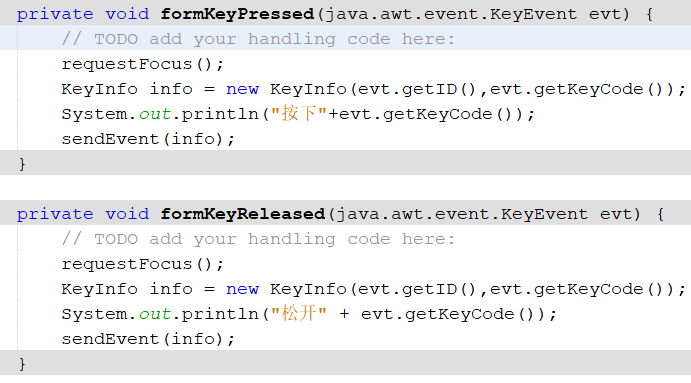 private void formKeyPressed(java.awt.event.KeyEvent evt) {
    // TODO add your handling code here:
    requestFocus();
    KeyInfo info = new KeyInfo(evt.getID(),evt.getKeyCode());
    System.out.println("按下"+evt.getKeyCode());
    sendEvent(info);
}
private void formKeyReleased(java.awt.event.KeyEvent evt) {
    // TODO add your handling code here:
    requestFocus();
    KeyInfo info = new KeyInfo(evt.getID(),evt.getKeyCode());
    System.out.println("松开" + evt.getKeyCode());
    sendEvent(info);
}